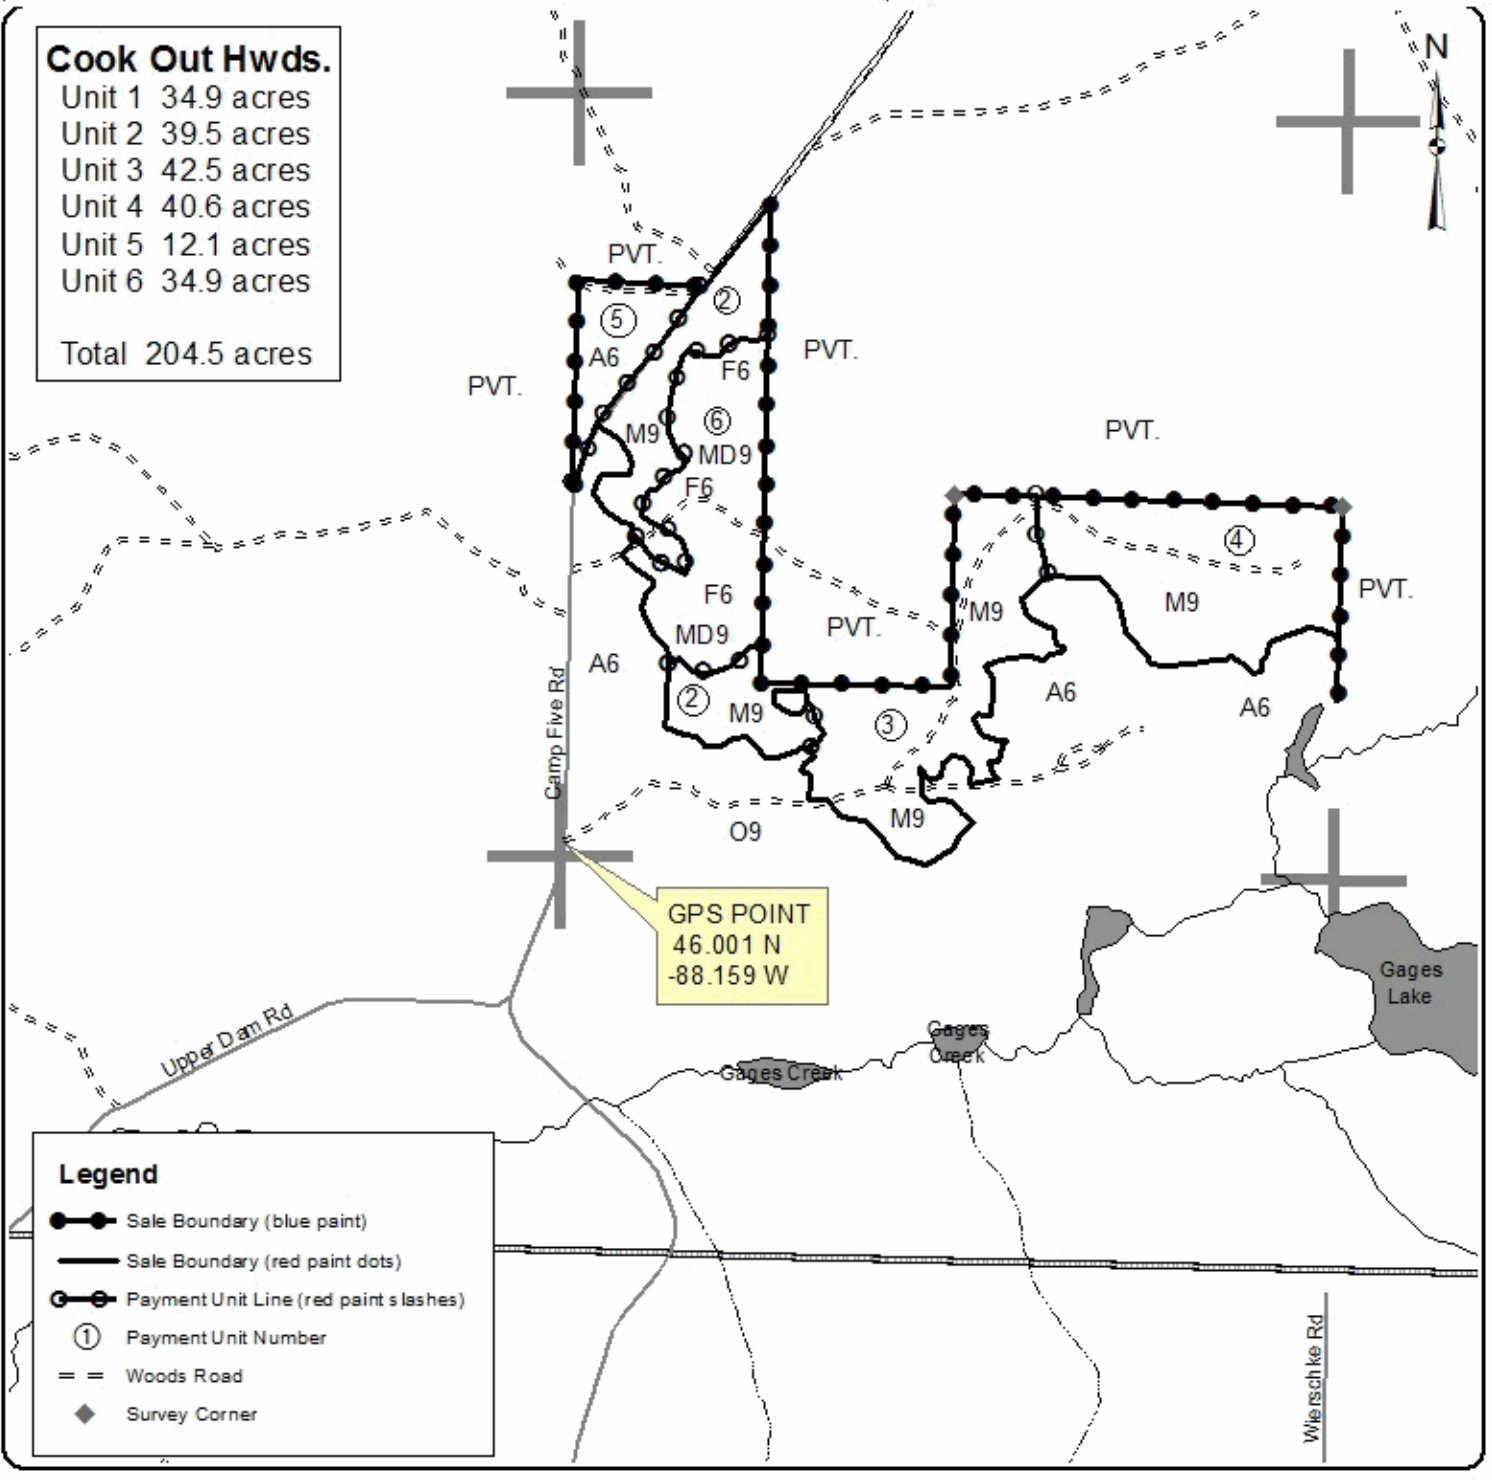 Cook Out Hwds.
Unit 1 34.9 acres
Unit 2 39.5 acres
Unit 3 42.5 acres
Unit 4 40.6 acres
Unit 5 12.1 acres
Unit 6 34.9 acres
Total 204.5 acres
N
PVT.
2
5
A6
PVT.
F6
PVT.
6
M9
MD9
F6
PVT.
4
PVT.
M9
M9
F6
PVT.
MD9
A6
2
M9
3
A6
A6
Camp Five Rd
M9
O9
GPS POINT
46.001 N
-88.159 W
Gages
Lake
Upper Dam Rd
Gages
Creek
Gages Creek
Legend
Sale Boundary (blue paint)
Sale Boundary (red paint dots)
Payment Unit Line (red paint slashes)
1 Payment Unit Number
Woods Road
Survey Corner
Wierschke Rd